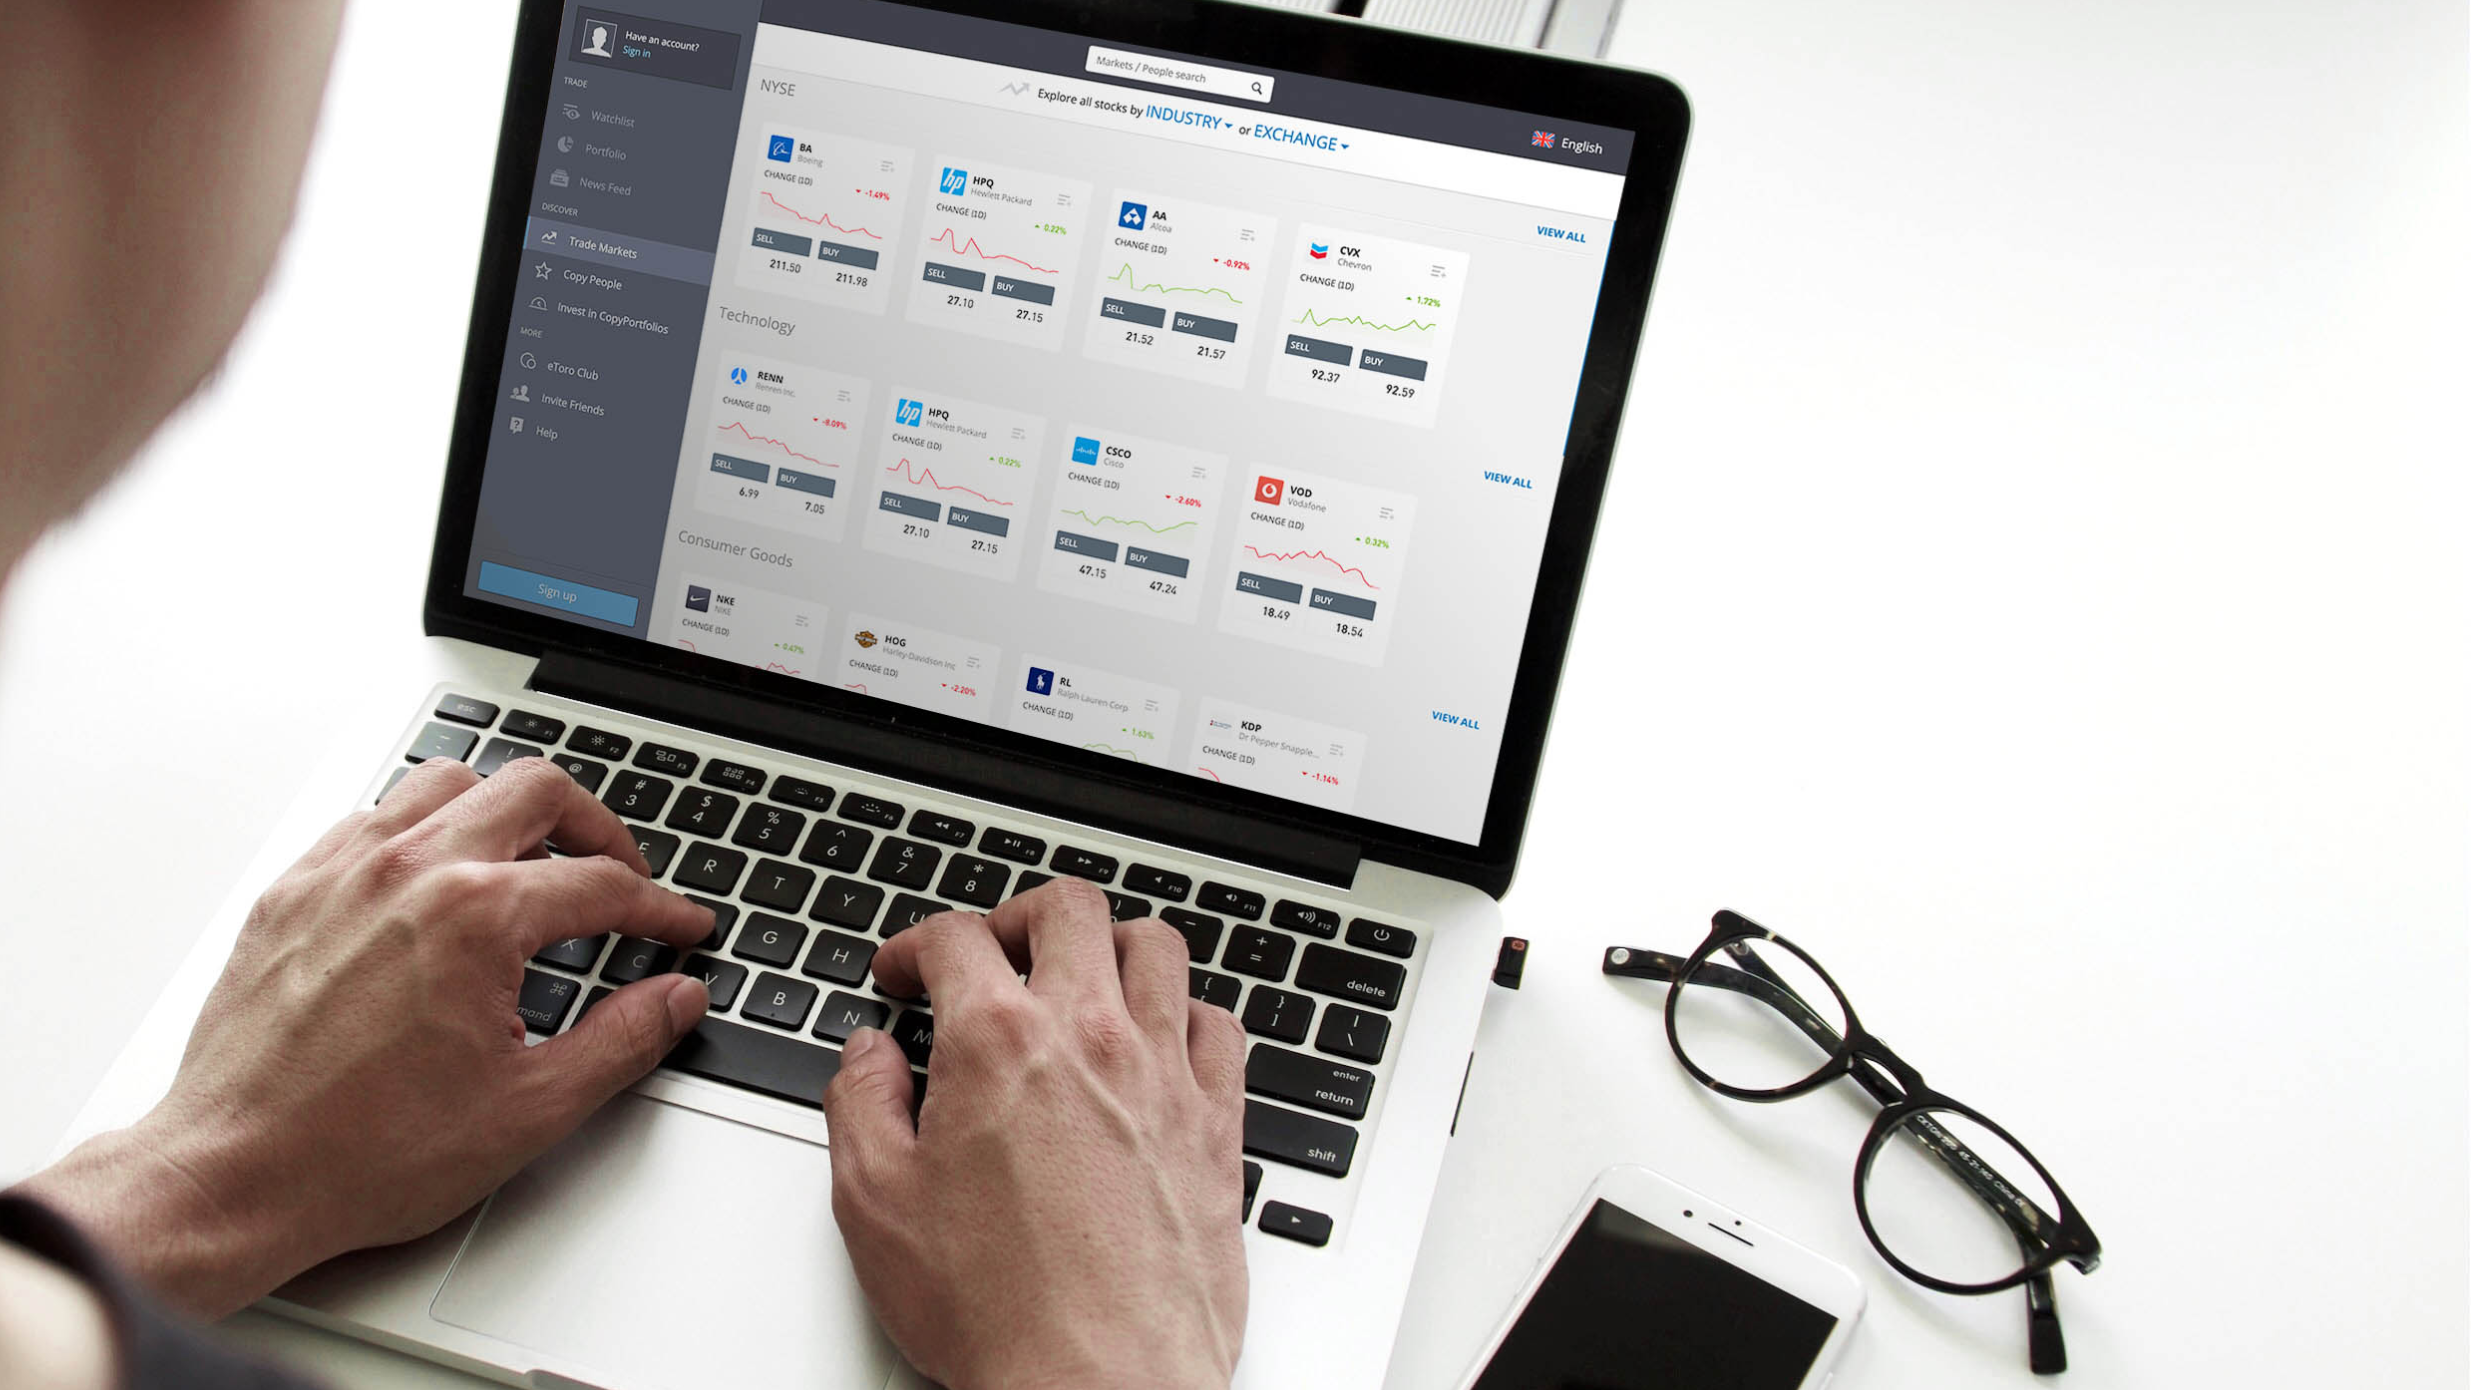 Have an account?
Sign in
TRADE
Watchlist
Portfolio
News Feed
DISCOVER
Trade Markets
Copy People
Invest in CopyPortfolios
MORE
eToro Club
Invite Friends
Help
Sign up
Markets / People search
English
Explore all stocks by INDUSTRY or EXCHANGE
NYSE
VIEW ALL
BA
Boeing
CHANGE (1D)
-1.49%
SELL BUY
211.50 211.98
HPQ
Hewlett Packard
CHANGE (1D)
0.22%
SELL BUY
27.10 27.15
AA
Alcoa
CHANGE (1D)
-0.92%
SELL BUY
21.52 21.57
CVX
Chevron
CHANGE (1D)
1.72%
SELL BUY
92.37 92.59
Technology
VIEW ALL
RENN
Renren Inc.
CHANGE (1D)
-8.09%
SELL BUY
6.99 7.05
hp
HPQ
Hewlett Packard
CHANGE (1D)
0.22%
SELL BUY
27.10 27.15
CSCO
Cisco
CHANGE (1D)
-2.60%
SELL BUY
47.15 47.24
VOD
Vodafone
CHANGE (1D)
0.32%
SELL BUY
18.49 18.54
Consumer Goods
VIEW ALL
NKE
NIKE
CHANGE (1D)
0.47%
HOG
Harley-Davidson Inc
CHANGE (1D)
-2.20%
RL
Ralph Lauren Corp
CHANGE (1D)
1.63%
KDP
Dr Pepper Snapple...
CHANGE (1D)
-1.14%
esc F1 F2 F3 F4 F5 F6 F7 F8 F9 F10 F11 F12
! @ # 3 $ 4 % 5 ^ 6 & 7 * 8 ) - + = delete
R T Y U { } ] | \
G H enter return
X C V B N M shift